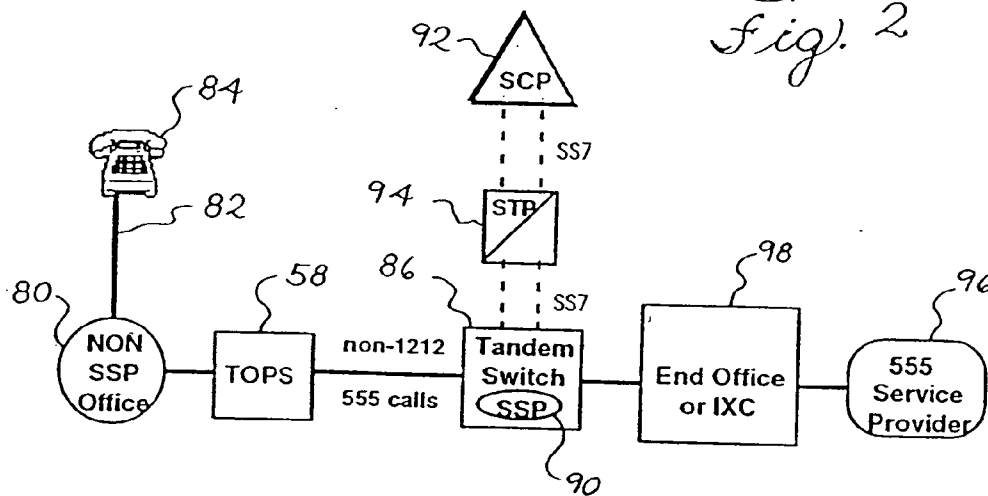 Fig. 2
92
SCP
84
SS7
94
STP
82
86
SS7
98
96
58
80
NON
SSP
Office
TOPS
non-1212
555 calls
Tandem
Switch
SSP
End Office
or IXC
555
Service
Provider
90